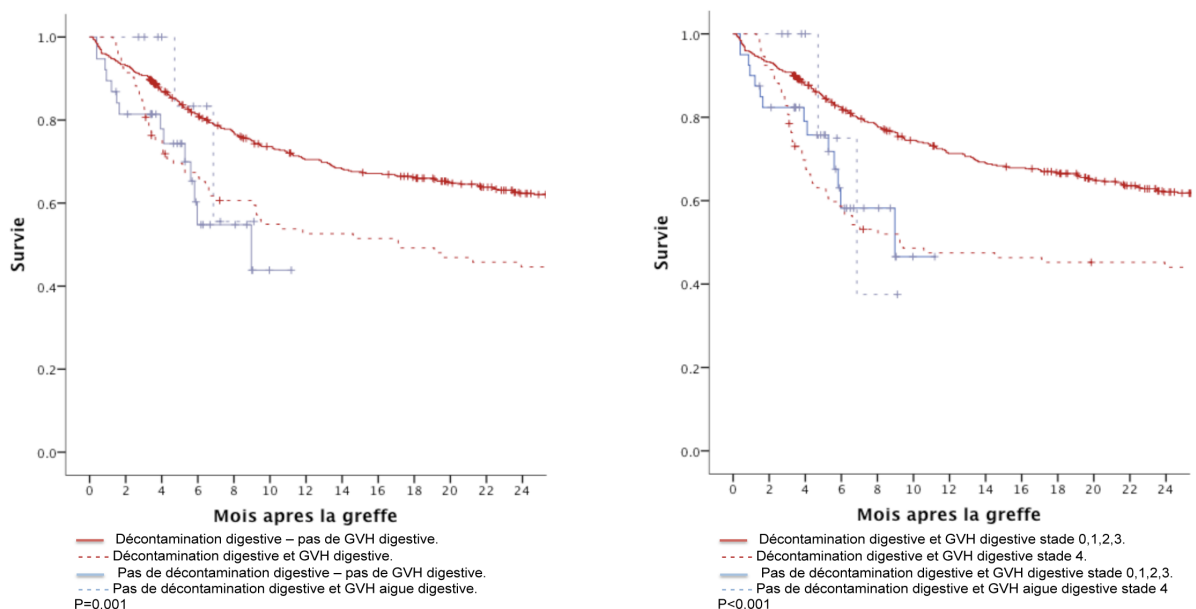 1.0
0.8
0.6
0.4
0.2
0.0
Survie
0 2 4 6 8 10 12 14 16 18 20 22 24
Mois apres la greffe
Décontamination digestive – pas de GVH digestive.
Décontamination digestive et GVH digestive.
Pas de décontamination digestive – pas de GVH digestive.
Pas de décontamination digestive et GVH aigue digestive.
P=0.001
1.0
0.8
0.6
0.4
0.2
0.0
Survie
0 2 4 6 8 10 12 14 16 18 20 22 24
Mois apres la greffe
Décontamination digestive et GVH digestive stade 0,1,2,3.
Décontamination digestive et GVH digestive stade 4.
Pas de décontamination digestive et GVH digestive stade 0,1,2,3.
Pas de décontamination digestive et GVH aigue digestive stade 4
P<0.001